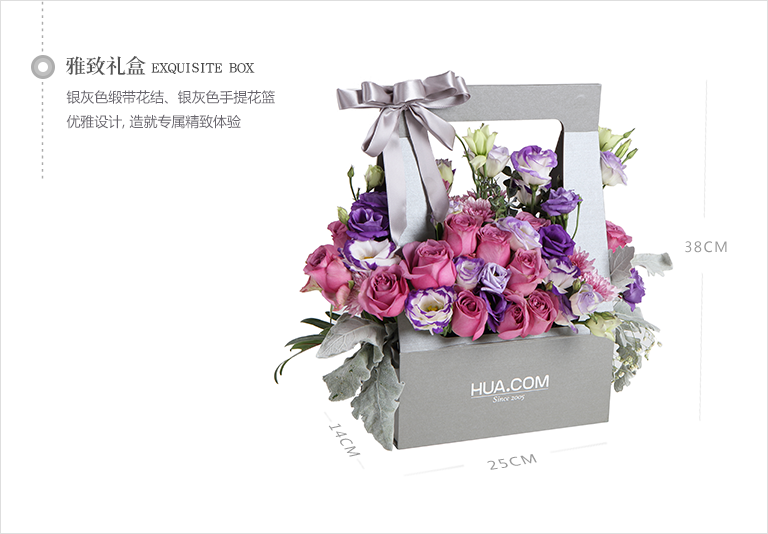 雅致礼盒 EXQUISITE BOX
银灰色缎带花结、银灰色手提花篮
优雅设计, 造就专属精致体验
38CM
HUA.COM
Since 2005
14CM
25CM